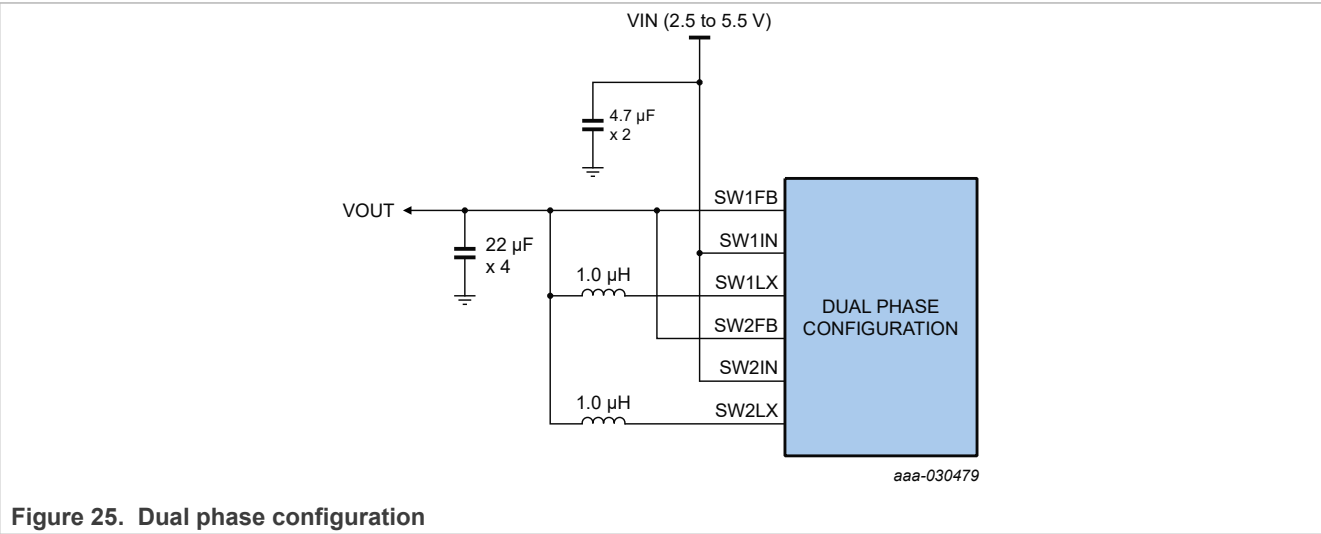 VIN (2.5 to 5.5 V)
4.7 µF
x 2
SW1FB
VOUT
SW1IN
22 µF
x 4
1.0 µH
SW1LX
DUAL PHASE
CONFIGURATION
SW2FB
SW2IN
1.0 µH
SW2LX
aaa-030479
Figure 25. Dual phase configuration